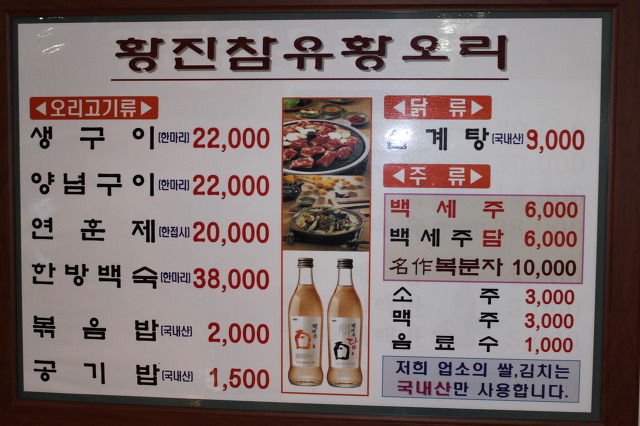 황진참유황오리
◀오리고기류▶
생 구 이 [한마리] 22,000
양념구이 [한마리] 22,000
연 훈 제 [한접시] 20,000
한방백숙 [한마리] 38,000
볶 음 밥 [국내산] 2,000
공 기 밥 [국내산] 1,500
◀닭 류▶
계탕 [국내산] 9,000
◀주 류▶
백 세 주 6,000
백세주담 6,000
名作복분자 10,000
소 주 3,000
맥 주 3,000
음 료 수 1,000
저희 업소의 쌀,김치는
국내산만 사용합니다.